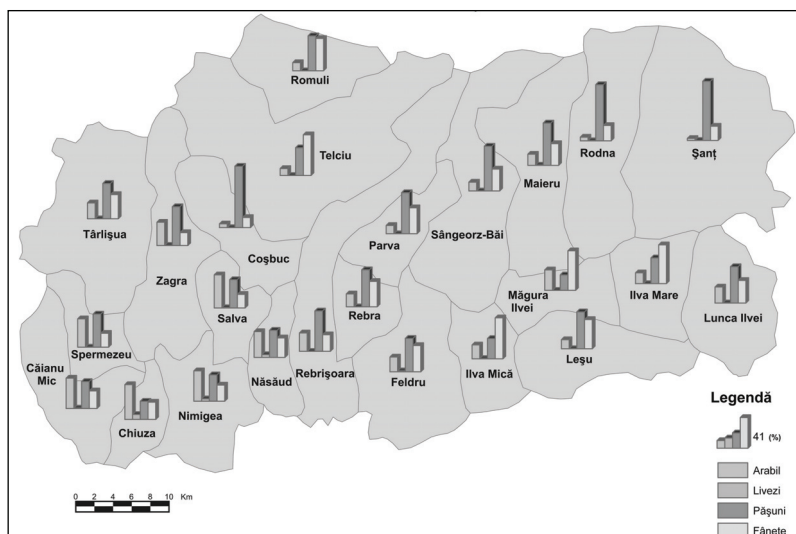 Romuli
Telciu
Rodna
Şanţ
Maieru
Târlişua
Parva
Sângeorz-Băi
Coşbuc
Zagra
Salva
Rebra
Măgura
Ilvei
Ilva Mare
Lunca Ilvei
Spermezeu
Căianu
Mic
Năsăud
Rebrişoara
Feldru
Ilva Mică
Leşu
Chiuza
Nimigea
Legendă
41 (%)
Arabil
Livezi
Păşuni
Fâneţe
0 2 4 6 8 10 Km